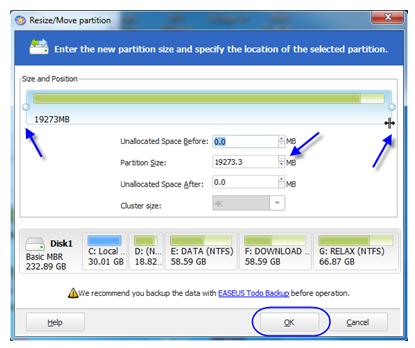 Resize/Move partition
Enter the new partition size and specify the location of the selected partition.
Size and Position
19273MB
Unallocated Space Before: 0.0 MB
Partition Size: 19273.3 MB
Unallocated Space After: 0.0 MB
Cluster size: 4K
Disk1
Basic MBR
232.89 GB
C: Local ..
30.01 GB
D: (N...
18.82..
E: DATA (NTFS)
58.59 GB
F: DOWNLOAD ..
58.59 GB
G: RELAX (NTFS)
66.87 GB
We recommend you backup the data with EASEUS Todo Backup before operation.
Help
OK
Cancel